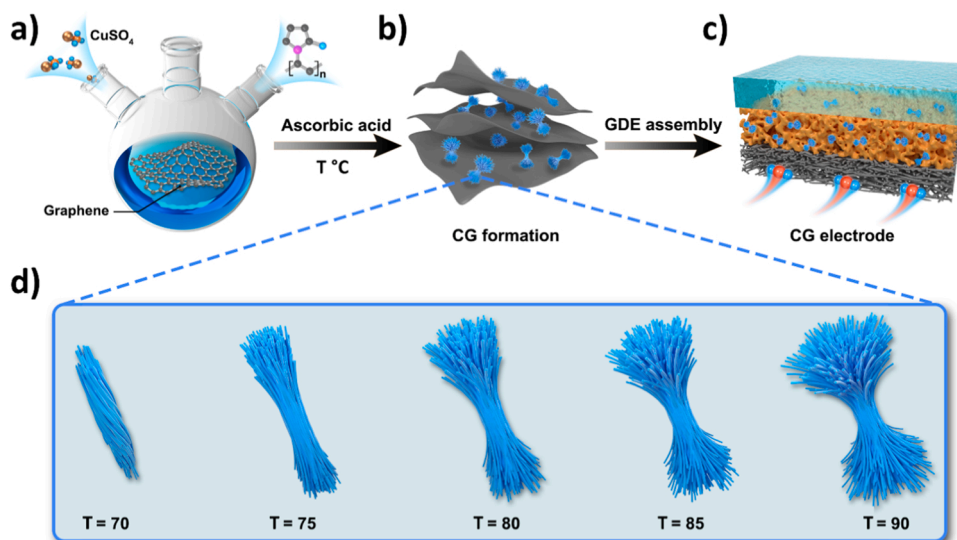 a)
CuSO₄
n
Graphene
Ascorbic acid
T °C
b)
CG formation
GDE assembly
c)
CG electrode
d)
T = 70
T = 75
T = 80
T = 85
T = 90